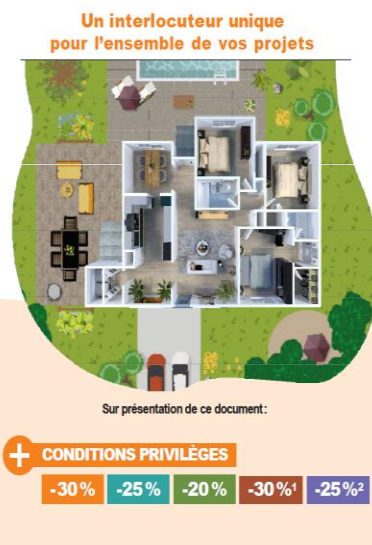 Un interlocuteur unique
pour l’ensemble de vos projets
Sur présentation de ce document :
+ CONDITIONS PRIVILÈGES
-30 % -25 % -20 % -30 %¹ -25 %²